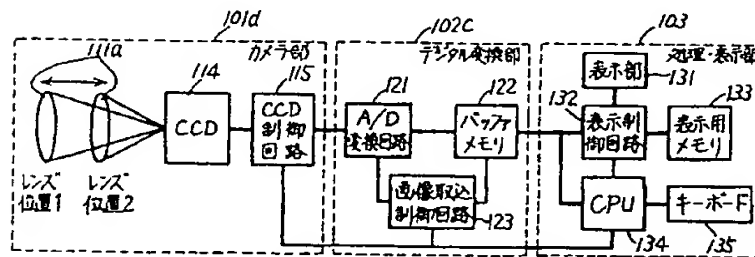 101d
102C
103
111a
カメラ部
デジタル変換部
処理・表示部
114
115
121
122
表示部
131
132
133
CCD
CCD
制御
回路
A/D
変換回路
バッファ
メモリ
表示制
御回路
表示用
メモリ
レンズ
位置1
レンズ
位置2
画像取込
制御回路
123
CPU
134
キーボード
135